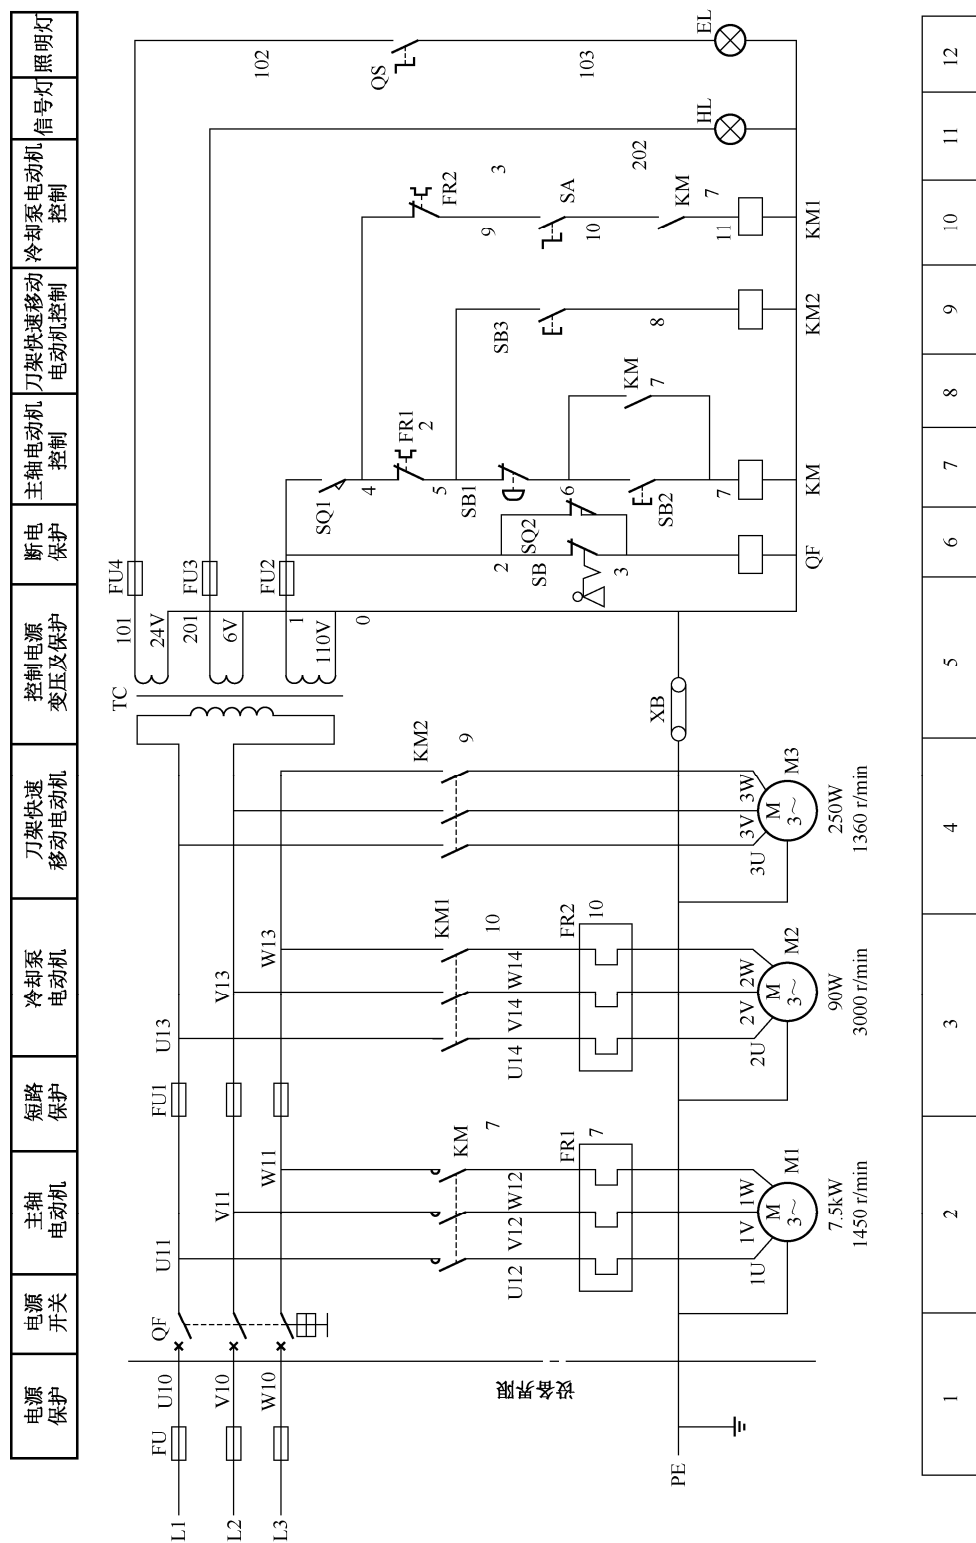 电源
保护
电源
开关
主轴
电动机
短路
保护
冷却泵
电动机
刀架快速
移动电动机
控制电源
变压及保护
断电
保护
主轴电动机
控制
刀架快速移动
电动机控制
冷却泵电动机
控制
信号灯
照明灯
L1
L2
L3
FU
U10
V10
W10
QF
设备界限
PE
U11
V11
W11
KM
7
U12
V12
W12
FR1
7
1U
1V
1W
M
3～
M1
7.5kW
1450 r/min
FU1
U13
V13
W13
KM1
10
U14
V14
W14
FR2
10
2U
2V
2W
M
3～
M2
90W
3000 r/min
KM2
9
3U
3V
3W
M
3～
M3
250W
1360 r/min
XB
TC
101
24V
201
6V
1
110V
0
FU4
FU3
FU2
2
SB
SQ2
3
QF
SQ1
4
FR1
2
5
SB1
6
SB2
7
KM
KM
7
SB3
8
KM2
FR2
3
9
SA
10
KM
7
11
KM1
202
HL
102
QS
103
EL
1
2
3
4
5
6
7
8
9
10
11
12